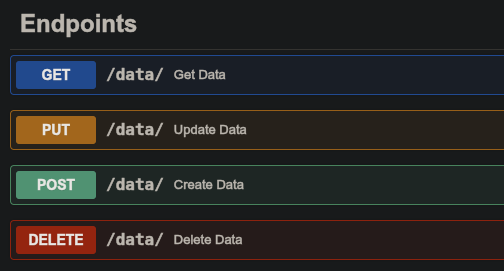 Endpoints
GET /data/ Get Data
PUT /data/ Update Data
POST /data/ Create Data
DELETE /data/ Delete Data